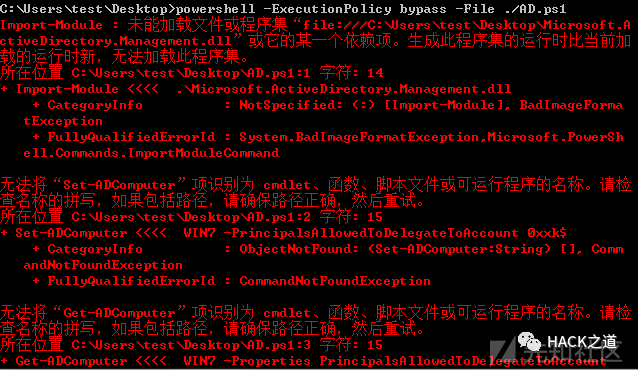 C:\Users\test\Desktop>powershell -ExecutionPolicy bypass -File ./AD.ps1
Import-Module : 未能加载文件或程序集“file:///C:\Users\test\Desktop\Microsoft.A
ctiveDirectory.Management.dll”或它的某一个依赖项。生成此程序集的运行时比当前加
载的运行时新，无法加载此程序集。
所在位置 C:\Users\test\Desktop\AD.ps1:1 字符: 14
+ Import-Module <<<<  .\Microsoft.ActiveDirectory.Management.dll
    + CategoryInfo          : NotSpecified: (:) [Import-Module], BadImageForma
   tException
    + FullyQualifiedErrorId : System.BadImageFormatException,Microsoft.PowerSh
   ell.Commands.ImportModuleCommand
无法将“Set-ADComputer”项识别为 cmdlet、函数、脚本文件或可运行程序的名称。请检
查名称的拼写，如果包括路径，请确保路径正确，然后重试。
所在位置 C:\Users\test\Desktop\AD.ps1:2 字符: 15
+ Set-ADComputer <<<<  WIN7 -PrincipalsAllowedToDelegateToAccount 0xxk$
    + CategoryInfo          : ObjectNotFound: (Set-ADComputer:String) [], Comm
   andNotFoundException
    + FullyQualifiedErrorId : CommandNotFoundException
无法将“Get-ADComputer”项识别为 cmdlet、函数、脚本文件或可运行程序的名称。请检
查名称的拼写，如果包括路径，请确保路径正确，然后重试。
所在位置 C:\Users\test\Desktop\AD.ps1:3 字符: 15
+ Get-ADComputer <<<<  WIN7 -Properties PrincipalsAllowedToDelegateToAccount
HACK之道